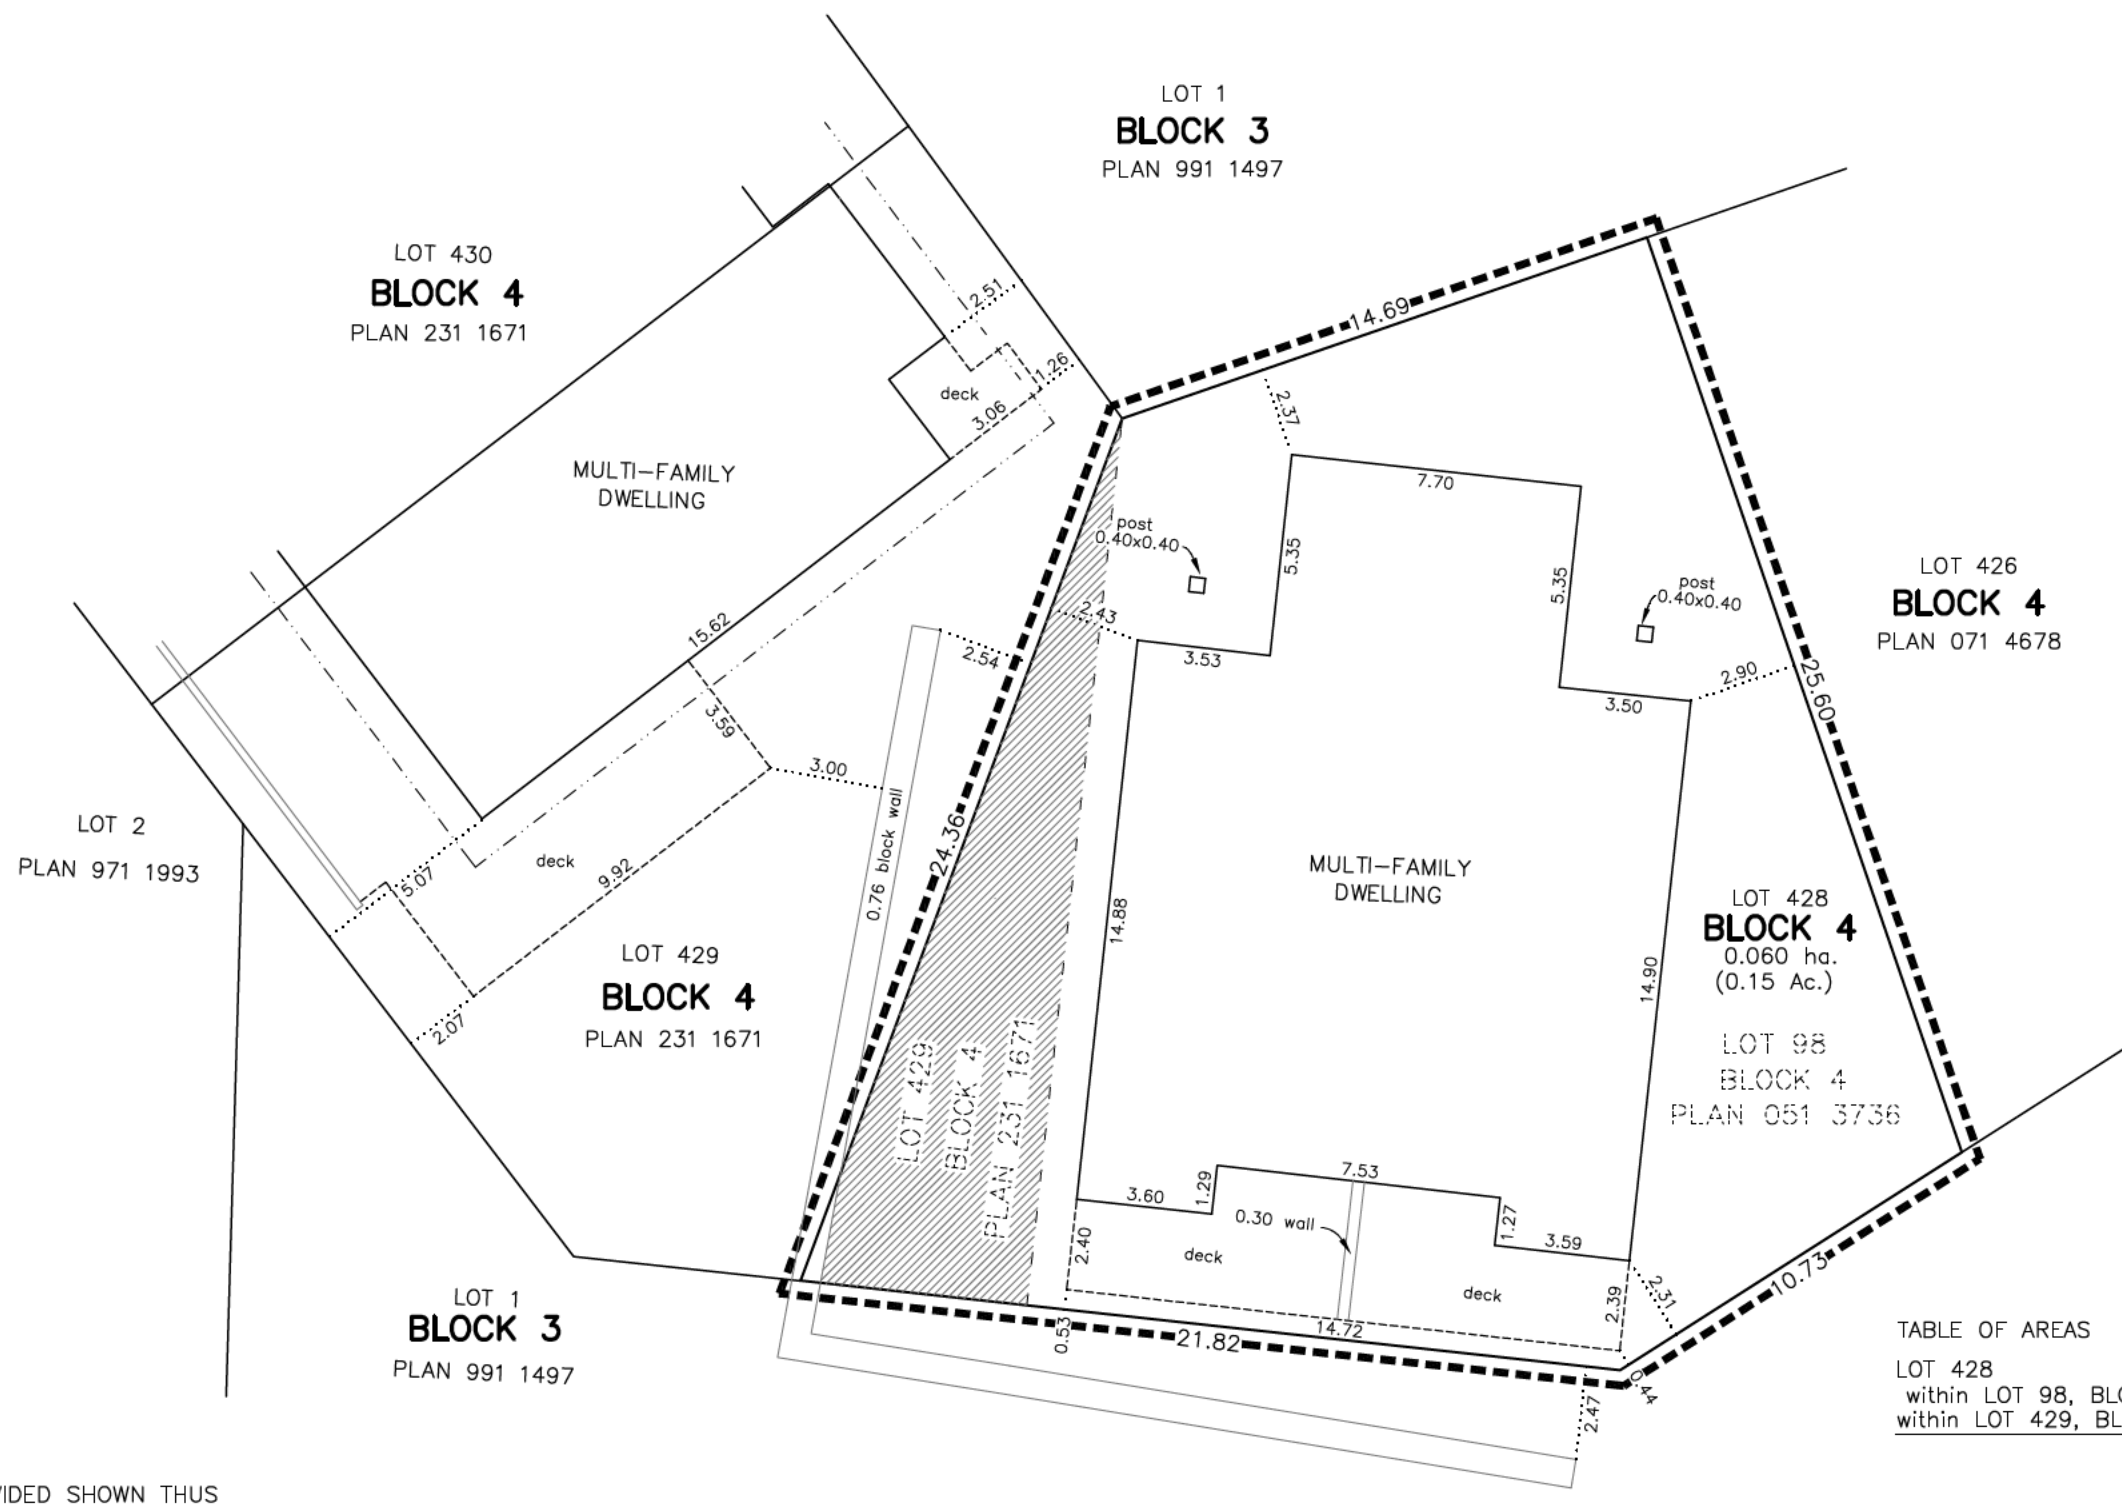 LOT 1
BLOCK 3
PLAN 991 1497
LOT 430
BLOCK 4
PLAN 231 1671
2.51
1.26
deck
3.06
14.69
2.37
7.70
MULTI-FAMILY
DWELLING
post
0.40x0.40
5.35
5.35
post
0.40x0.40
LOT 426
BLOCK 4
PLAN 071 4678
15.62
2.43
2.54
3.53
2.90
25.60
3.50
3.59
3.00
0.76 block wall
LOT 2
PLAN 971 1993
5.07
deck
9.92
24.36
MULTI-FAMILY
DWELLING
14.88
LOT 428
BLOCK 4
0.060 ha.
(0.15 Ac.)
14.90
LOT 429
BLOCK 4
PLAN 231 1671
2.07
LOT 429
BLOCK 4
PLAN 231 1671
LOT 98
BLOCK 4
PLAN 051 3736
3.60
1.29
7.53
0.30 wall
1.27
3.59
2.40
deck
deck
2.39
2.31
10.73
LOT 1
BLOCK 3
PLAN 991 1497
0.53
21.82
14.72
0.44
2.47
TABLE OF AREAS
LOT 428
within LOT 98, BLO
within LOT 429, BL
VIDED SHOWN THUS